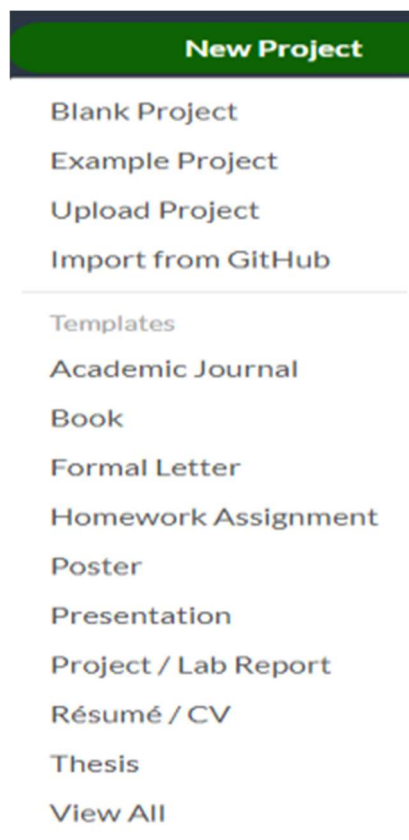 New Project
Blank Project
Example Project
Upload Project
Import from GitHub
Templates
Academic Journal
Book
Formal Letter
Homework Assignment
Poster
Presentation
Project / Lab Report
Résumé / CV
Thesis
View All